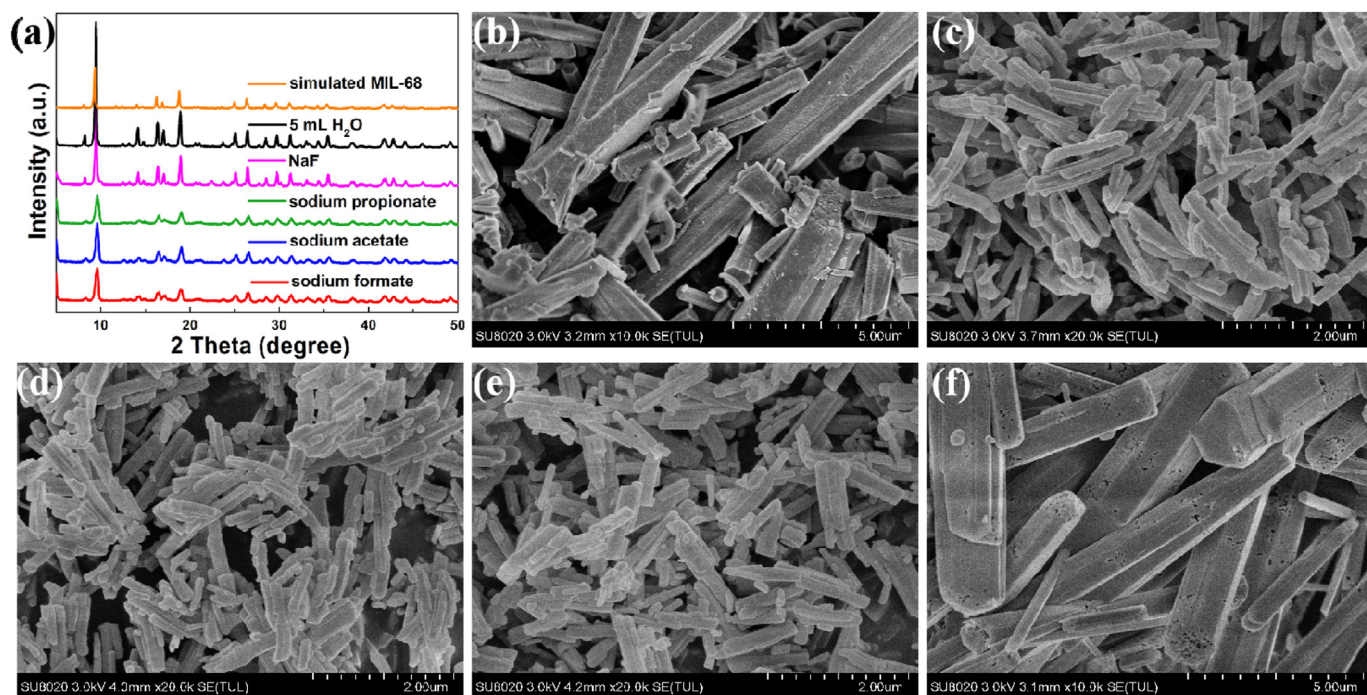 (a)
Intensity (a.u.)
simulated MIL-68
5 mL H₂O
NaF
sodium propionate
sodium acetate
sodium formate
10 20 30 40 50
2 Theta (degree)
(b)
SU8020 3.0kV 3.2mm x10.0k SE(TUL) 5.00um
(c)
SU8020 3.0kV 3.7mm x20.0k SE(TUL) 2.00um
(d)
SU8020 3.0kV 4.0mm x20.0k SE(TUL) 2.00um
(e)
SU8020 3.0kV 4.2mm x20.0k SE(TUL) 2.00um
(f)
SU8020 3.0kV 3.1mm x10.0k SE(TUL) 5.00um